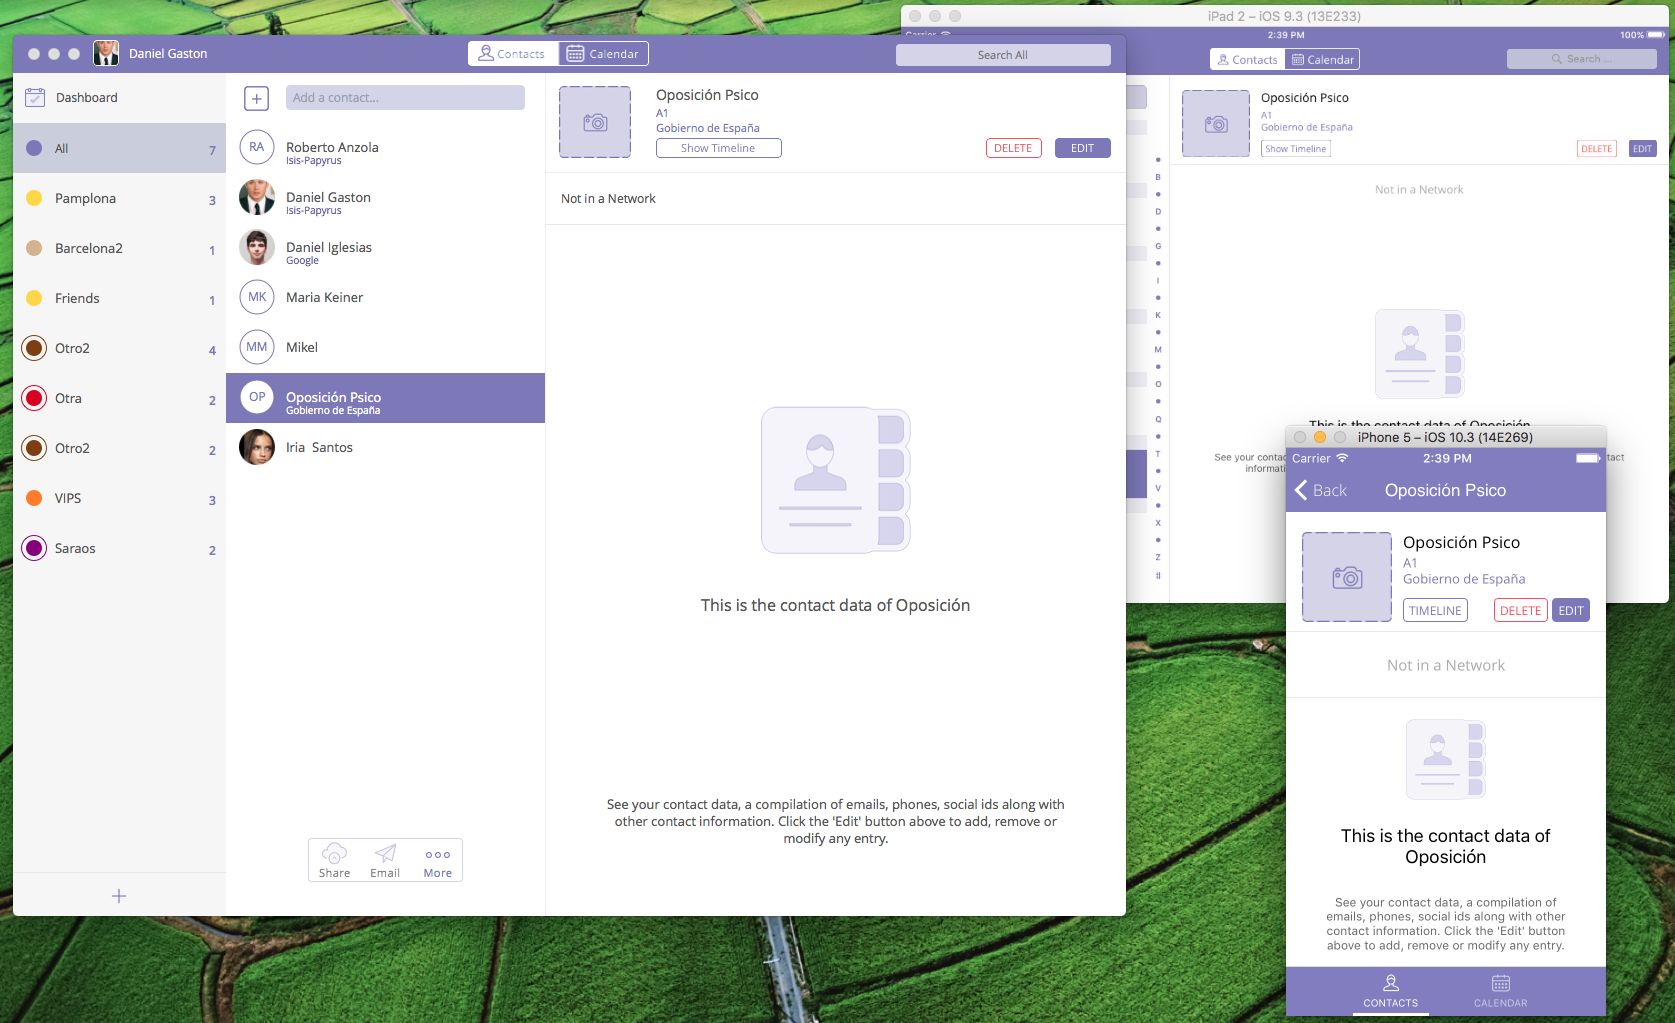 iPad 2 – iOS 9.3 (13E233)
2:39 PM
100%
Contacts
Calendar
Search ...
Oposición Psico
A1
Gobierno de España
Show Timeline
DELETE
EDIT
Not in a Network
B
D
G
I
K
M
O
Q
T
V
X
Z
#
Daniel Gaston
Contacts
Calendar
Search All
Dashboard
All
7
Pamplona
3
Barcelona2
1
Friends
1
Otro2
4
Otra
2
Otro2
2
VIPS
3
Saraos
2
+
Add a contact...
RA
Roberto Anzola
Isis-Papyrus
Daniel Gaston
Isis-Papyrus
Daniel Iglesias
Google
MK
Maria Keiner
MM
Mikel
OP
Oposición Psico
Gobierno de España
Iria Santos
Share
Email
More
Oposición Psico
A1
Gobierno de España
Show Timeline
DELETE
EDIT
Not in a Network
This is the contact data of Oposición
See your contact data, a compilation of emails, phones, social ids along with
other contact information. Click the 'Edit' button above to add, remove or
modify any entry.
This is the contact data of Oposición
See your contac
tact
informati
iPhone 5 – iOS 10.3 (14E269)
Carrier
2:39 PM
Back
Oposición Psico
Oposición Psico
A1
Gobierno de España
TIMELINE
DELETE
EDIT
Not in a Network
This is the contact data of
Oposición
See your contact data, a compilation of
emails, phones, social ids along with other
contact information. Click the 'Edit' button
above to add, remove or modify any entry.
CONTACTS
CALENDAR